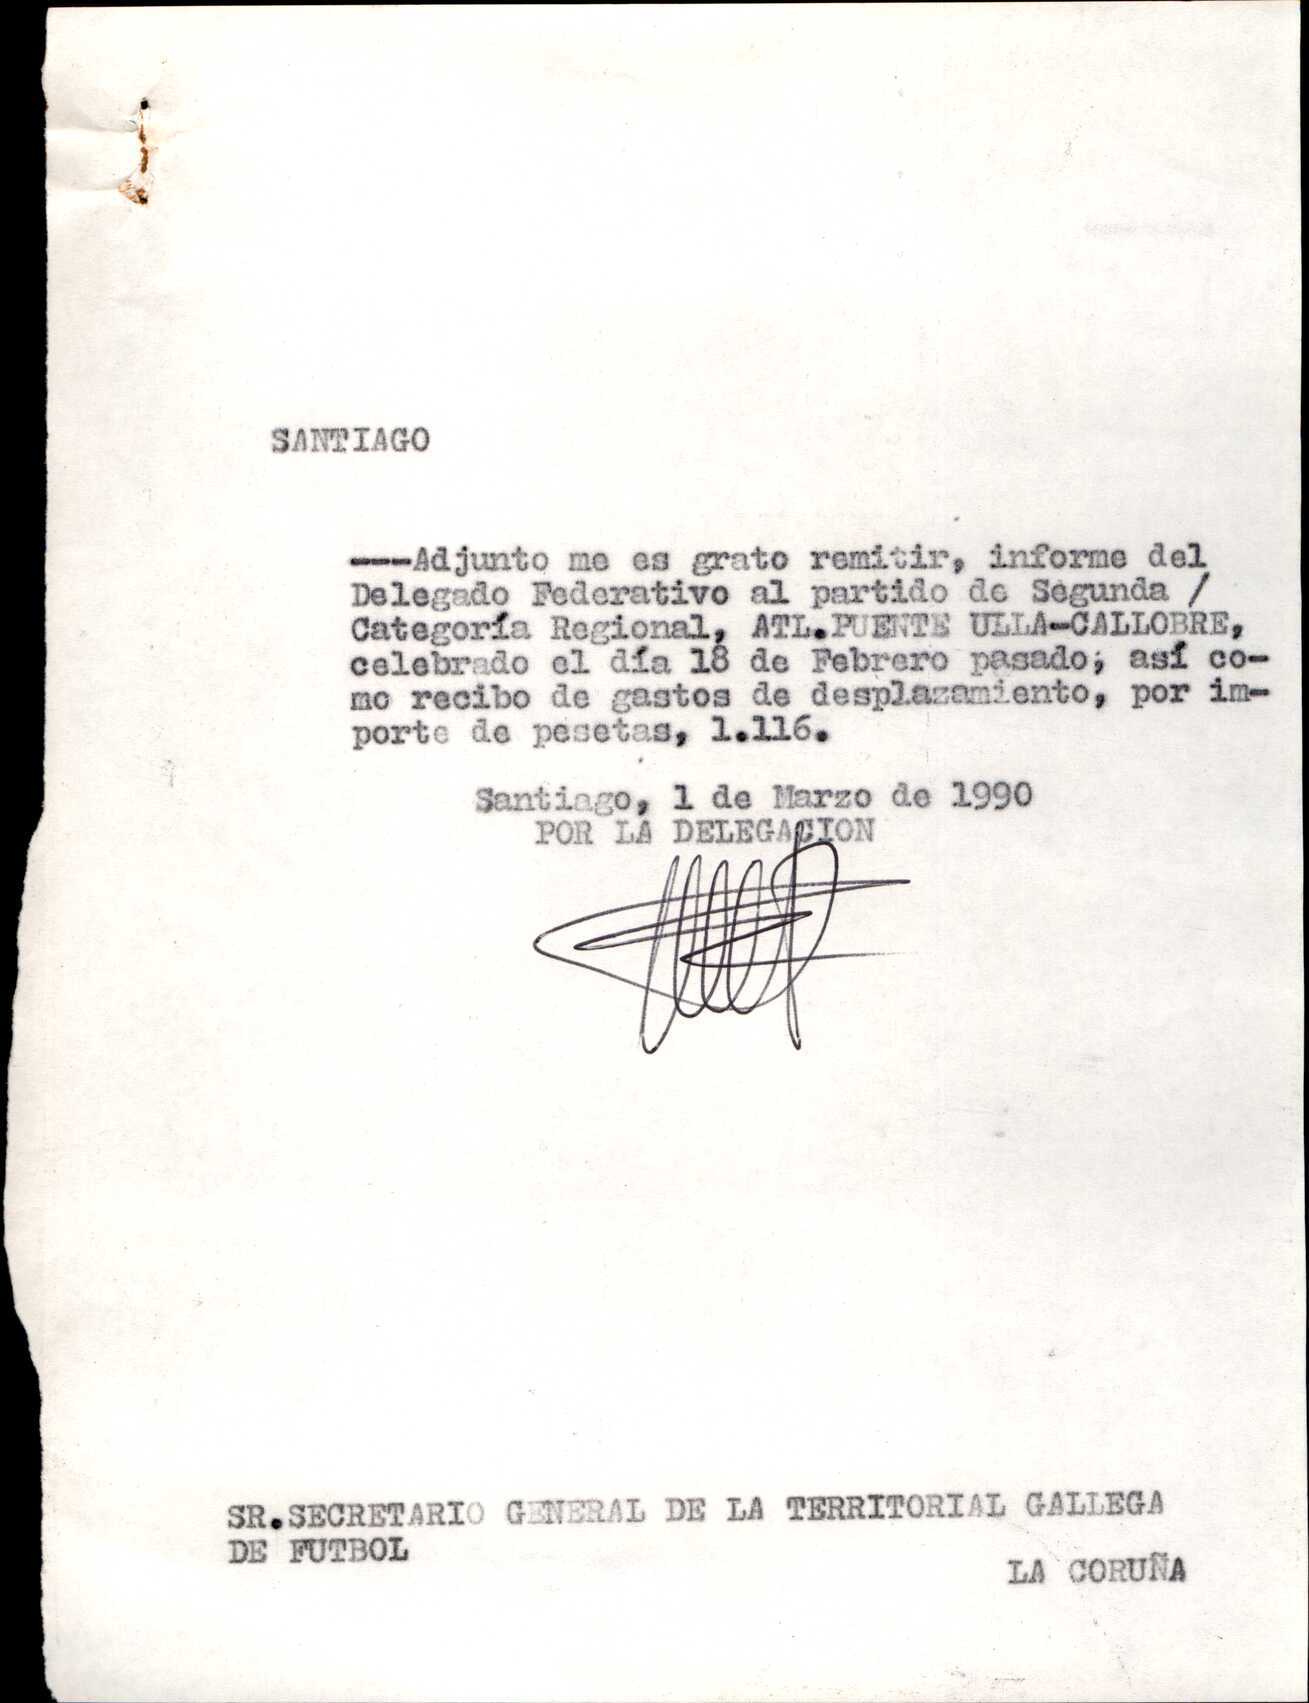 SANTIAGO
---Adjunto me es grato remitir, informe del
Delegado Federativo al partido de Segunda /
Categoría Regional, ATL.PUENTE ULLA-CALLOBRE,
celebrado el día 18 de Febrero pasado; así co-
mo recibo de gastos de desplazamiento, por im-
porte de pesetas, 1.116.
Santiago, 1 de Marzo de 1990
POR LA DELEGACION
SR.SECRETARIO GENERAL DE LA TERRITORIAL GALLEGA
DE FUTBOL
LA CORUÑA